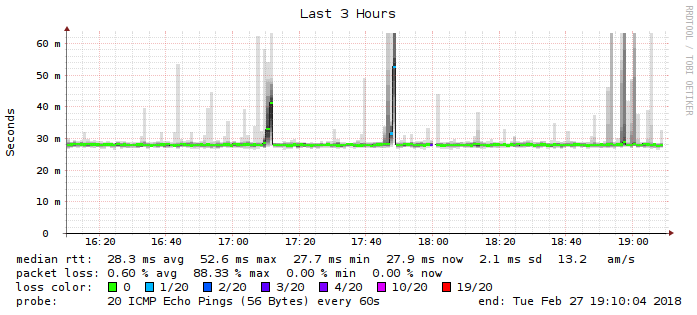 Last 3 Hours
RRDTOOL / TOBI OETIKER
Seconds
60 m
50 m
40 m
30 m
20 m
10 m
0
16:20 16:40 17:00 17:20 17:40 18:00 18:20 18:40 19:00
median rtt: 28.3 ms avg 52.6 ms max 27.7 ms min 27.9 ms now 2.1 ms sd 13.2 am/s
packet loss: 0.60 % avg 88.33 % max 0.00 % min 0.00 % now
loss color: 0 1/20 2/20 3/20 4/20 10/20 19/20
probe: 20 ICMP Echo Pings (56 Bytes) every 60s end: Tue Feb 27 19:10:04 2018